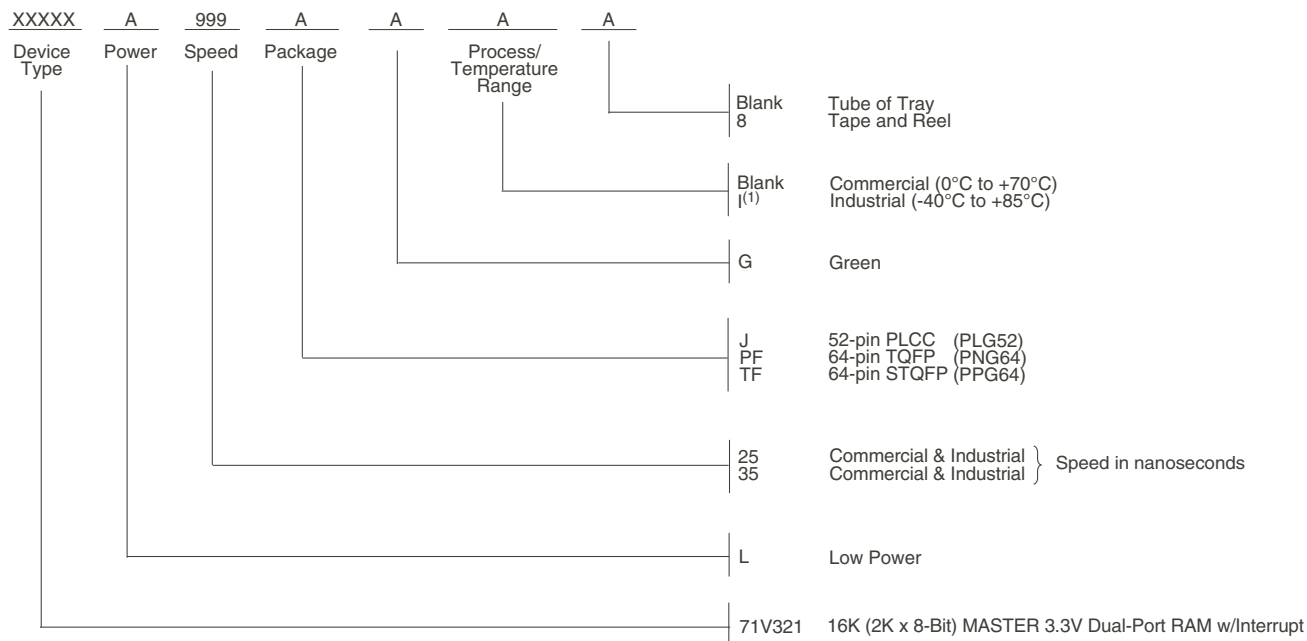 XXXXX A 999 A A A A
Device Type
Power
Speed
Package
Process/
Temperature
Range
Blank Tube of Tray
8 Tape and Reel
Blank Commercial (0°C to +70°C)
I(1) Industrial (-40°C to +85°C)
G Green
J 52-pin PLCC (PLG52)
PF 64-pin TQFP (PNG64)
TF 64-pin STQFP (PPG64)
25 Commercial & Industrial
35 Commercial & Industrial
Speed in nanoseconds
L Low Power
71V321 16K (2K x 8-Bit) MASTER 3.3V Dual-Port RAM w/Interrupt